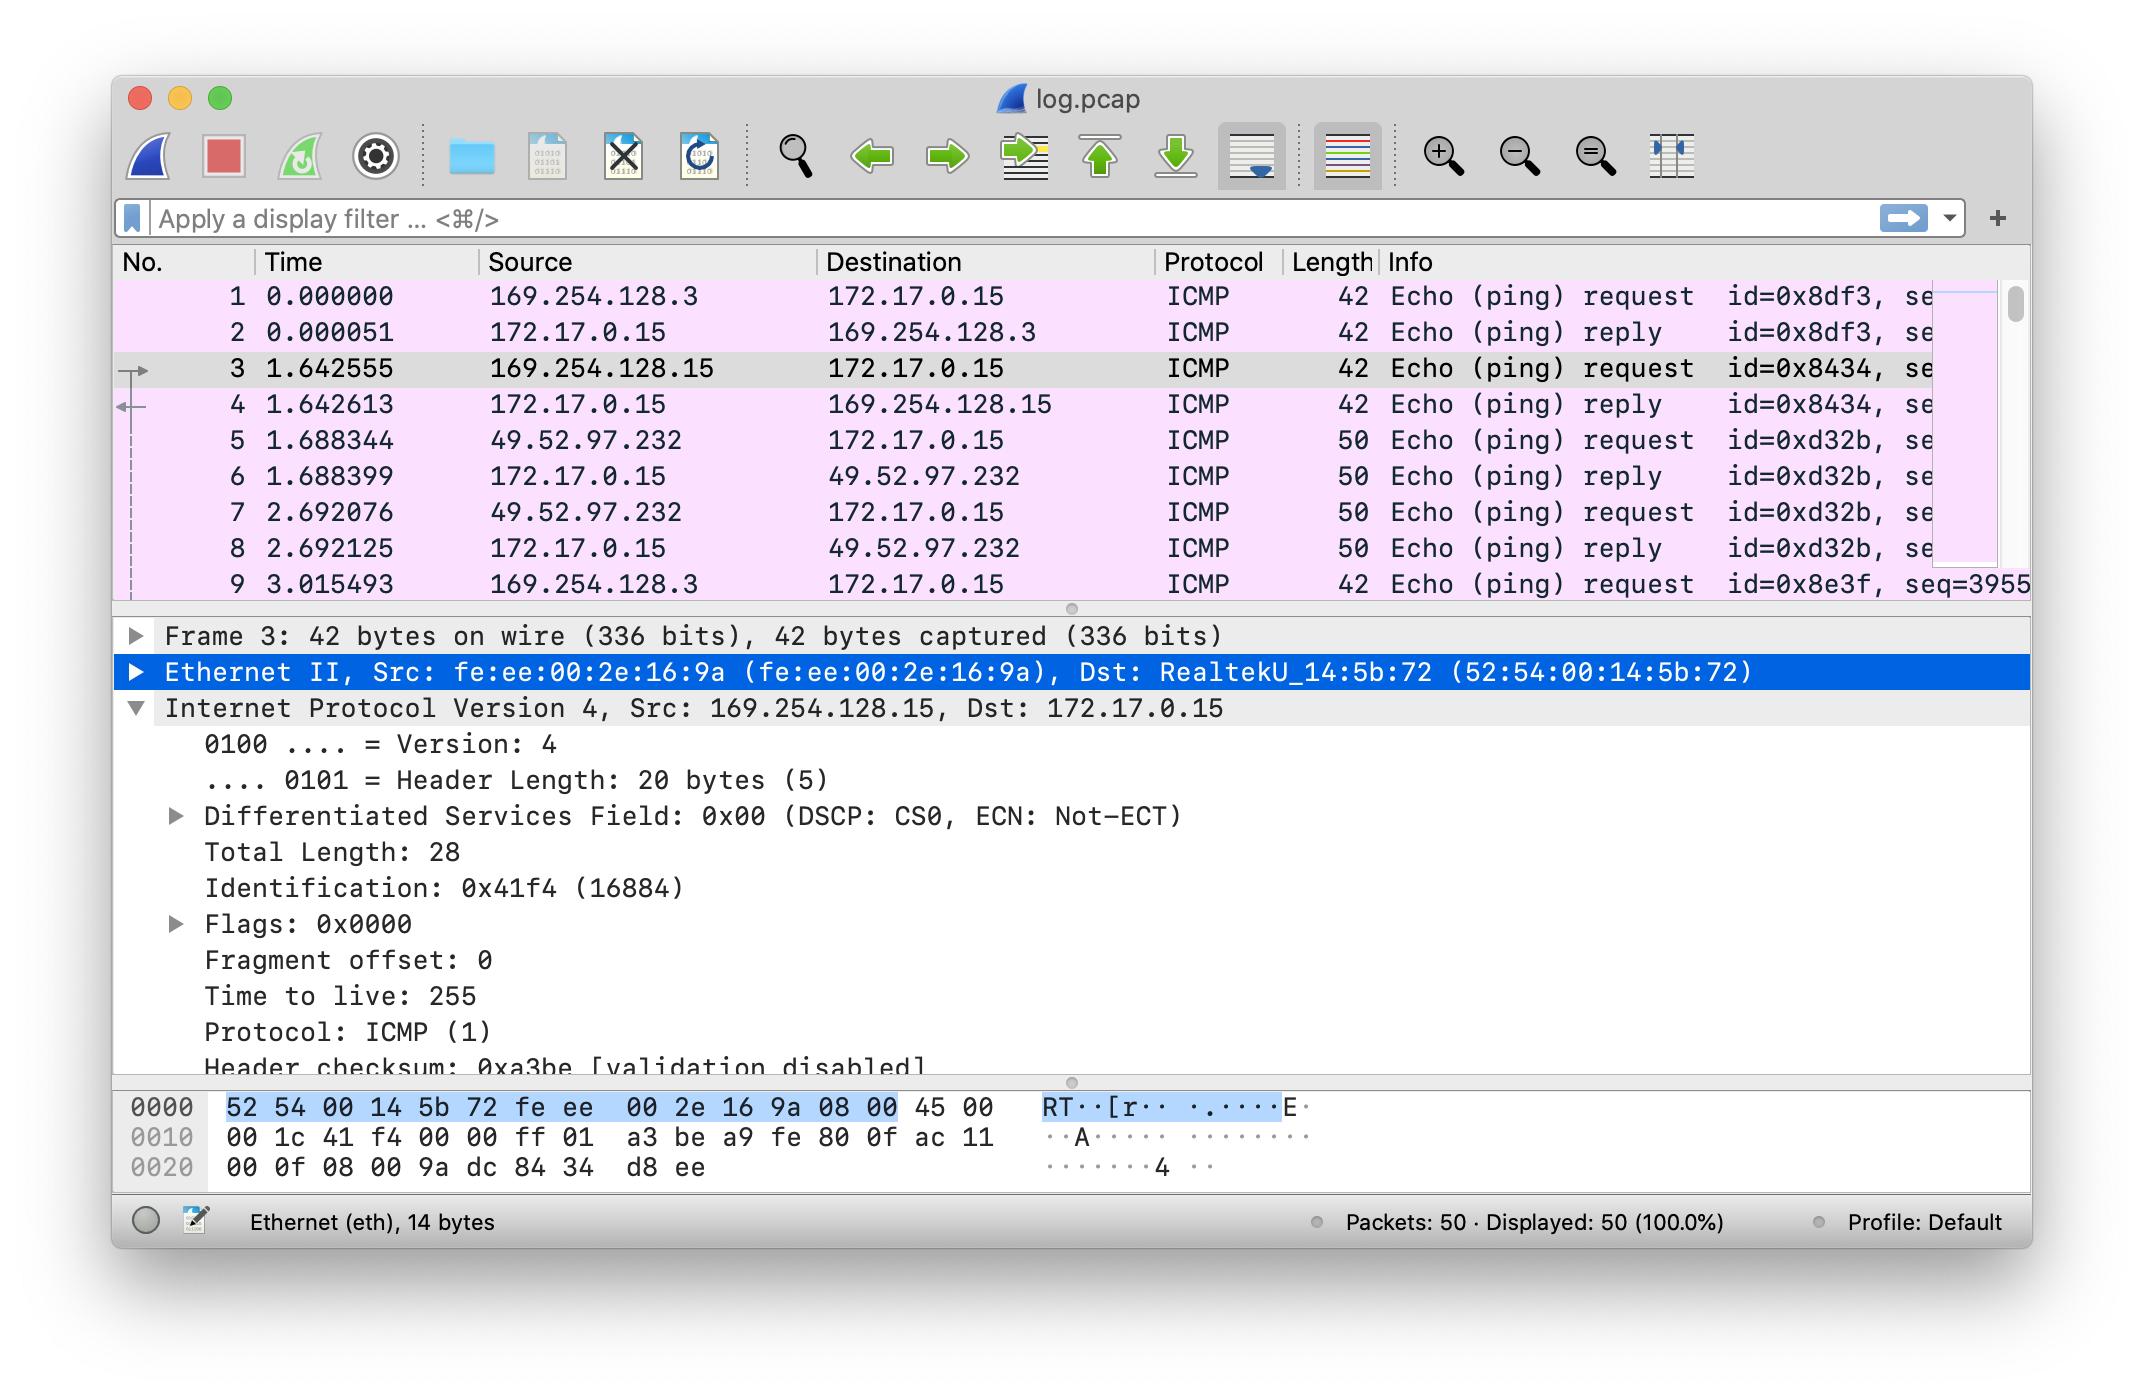 log.pcap
Apply a display filter ... <⌘/>
No. Time Source Destination Protocol Length Info
1 0.000000 169.254.128.3 172.17.0.15 ICMP 42 Echo (ping) request id=0x8df3, se
2 0.000051 172.17.0.15 169.254.128.3 ICMP 42 Echo (ping) reply id=0x8df3, se
3 1.642555 169.254.128.15 172.17.0.15 ICMP 42 Echo (ping) request id=0x8434, se
4 1.642613 172.17.0.15 169.254.128.15 ICMP 42 Echo (ping) reply id=0x8434, se
5 1.688344 49.52.97.232 172.17.0.15 ICMP 50 Echo (ping) request id=0xd32b, se
6 1.688399 172.17.0.15 49.52.97.232 ICMP 50 Echo (ping) reply id=0xd32b, se
7 2.692076 49.52.97.232 172.17.0.15 ICMP 50 Echo (ping) request id=0xd32b, se
8 2.692125 172.17.0.15 49.52.97.232 ICMP 50 Echo (ping) reply id=0xd32b, se
9 3.015493 169.254.128.3 172.17.0.15 ICMP 42 Echo (ping) request id=0x8e3f, seq=3955
Frame 3: 42 bytes on wire (336 bits), 42 bytes captured (336 bits)
Ethernet II, Src: fe:ee:00:2e:16:9a (fe:ee:00:2e:16:9a), Dst: RealtekU_14:5b:72 (52:54:00:14:5b:72)
Internet Protocol Version 4, Src: 169.254.128.15, Dst: 172.17.0.15
0100 .... = Version: 4
.... 0101 = Header Length: 20 bytes (5)
Differentiated Services Field: 0x00 (DSCP: CS0, ECN: Not-ECT)
Total Length: 28
Identification: 0x41f4 (16884)
Flags: 0x0000
Fragment offset: 0
Time to live: 255
Protocol: ICMP (1)
Header checksum: 0xa3be [validation disabled]
0000 52 54 00 14 5b 72 fe ee 00 2e 16 9a 08 00 45 00 RT··[r·· ·.····E·
0010 00 1c 41 f4 00 00 ff 01 a3 be a9 fe 80 0f ac 11 ··A····· ········
0020 00 0f 08 00 9a dc 84 34 d8 ee ·······4 ··
Ethernet (eth), 14 bytes Packets: 50 · Displayed: 50 (100.0%) Profile: Default